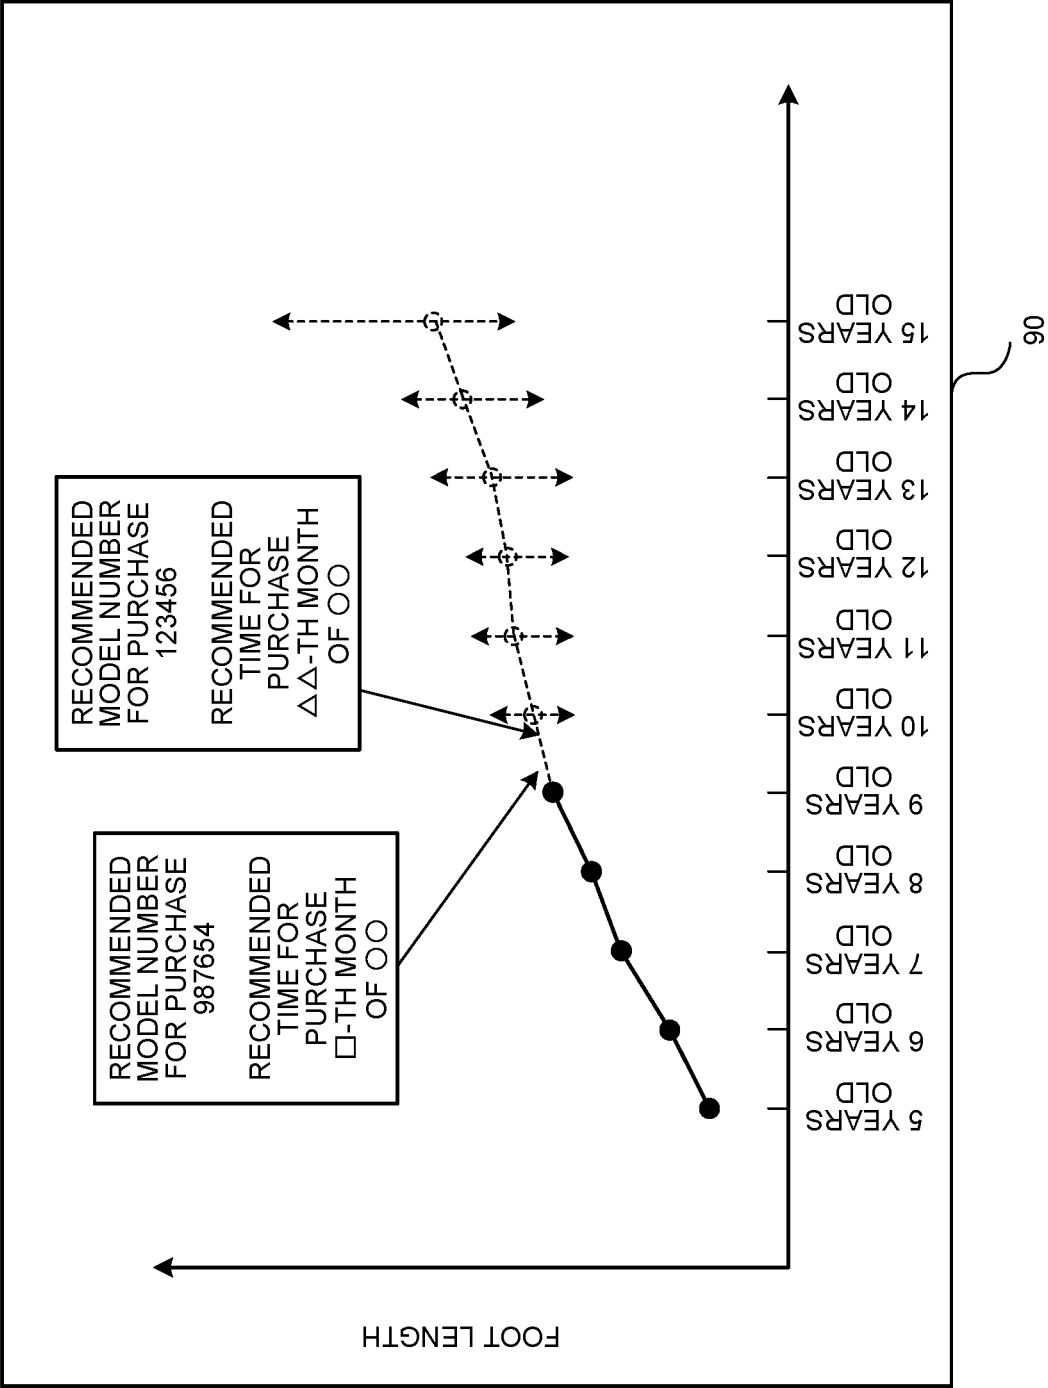 FOOT LENGTH
RECOMMENDED
MODEL NUMBER
FOR PURCHASE
987654
RECOMMENDED
TIME FOR
PURCHASE
□-TH MONTH
OF ○○
RECOMMENDED
MODEL NUMBER
FOR PURCHASE
123456
RECOMMENDED
TIME FOR
PURCHASE
△△-TH MONTH
OF ○○
5 YEARS
OLD
6 YEARS
OLD
7 YEARS
OLD
8 YEARS
OLD
9 YEARS
OLD
10 YEARS
OLD
11 YEARS
OLD
12 YEARS
OLD
13 YEARS
OLD
14 YEARS
OLD
15 YEARS
OLD
90